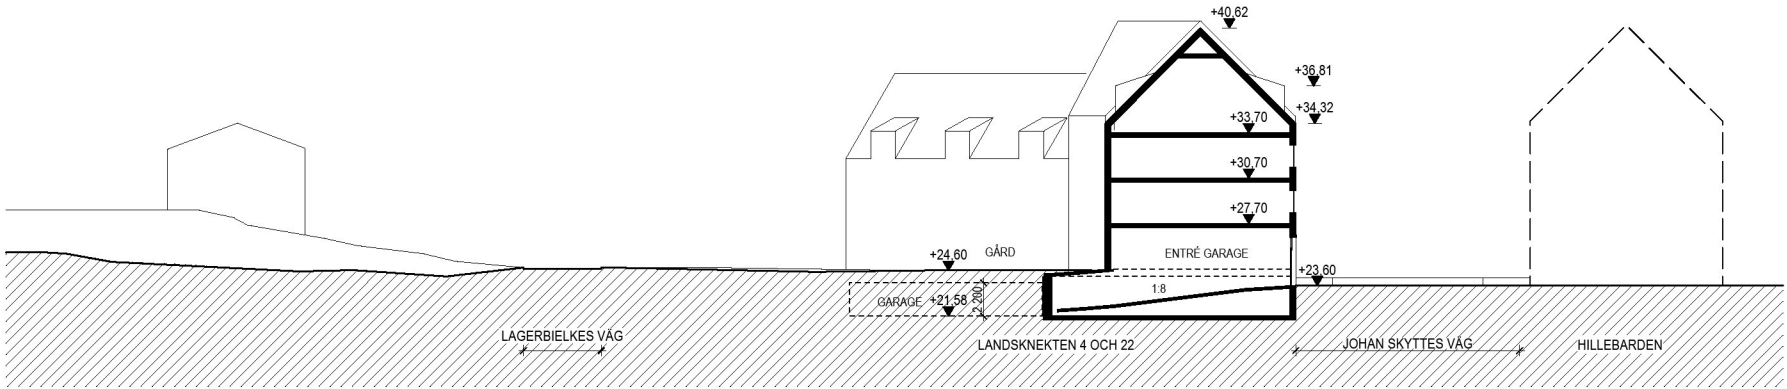 +40,62
+36,81
+34,32
+33,70
+30,70
+27,70
+24,60
GÅRD
ENTRÉ GARAGE
+23,60
1:8
GARAGE
+21,58
2 200
LAGERBIELKES VÄG
LANDSKNEKTEN 4 OCH 22
JOHAN SKYTTES VÄG
HILLEBARDEN